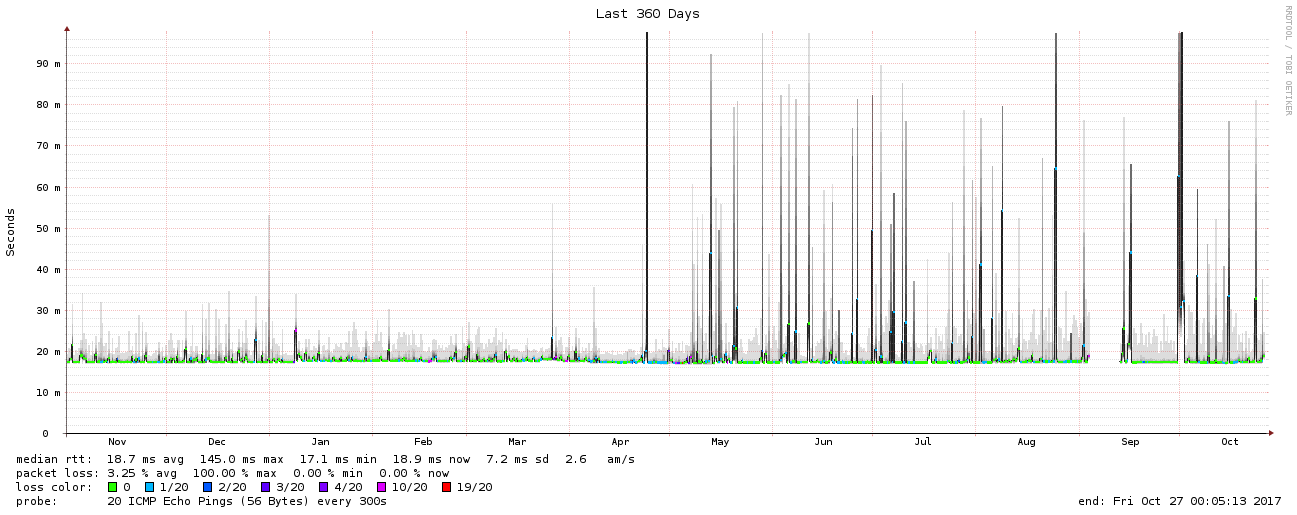 Last 360 Days
RRDTOOL / TOBI OETIKER
Seconds
90 m
80 m
70 m
60 m
50 m
40 m
30 m
20 m
10 m
0
Nov Dec Jan Feb Mar Apr May Jun Jul Aug Sep Oct
median rtt: 18.7 ms avg 145.0 ms max 17.1 ms min 18.9 ms now 7.2 ms sd 2.6 am/s
packet loss: 3.25 % avg 100.00 % max 0.00 % min 0.00 % now
loss color: 0 1/20 2/20 3/20 4/20 10/20 19/20
probe: 20 ICMP Echo Pings (56 Bytes) every 300s end: Fri Oct 27 00:05:13 2017